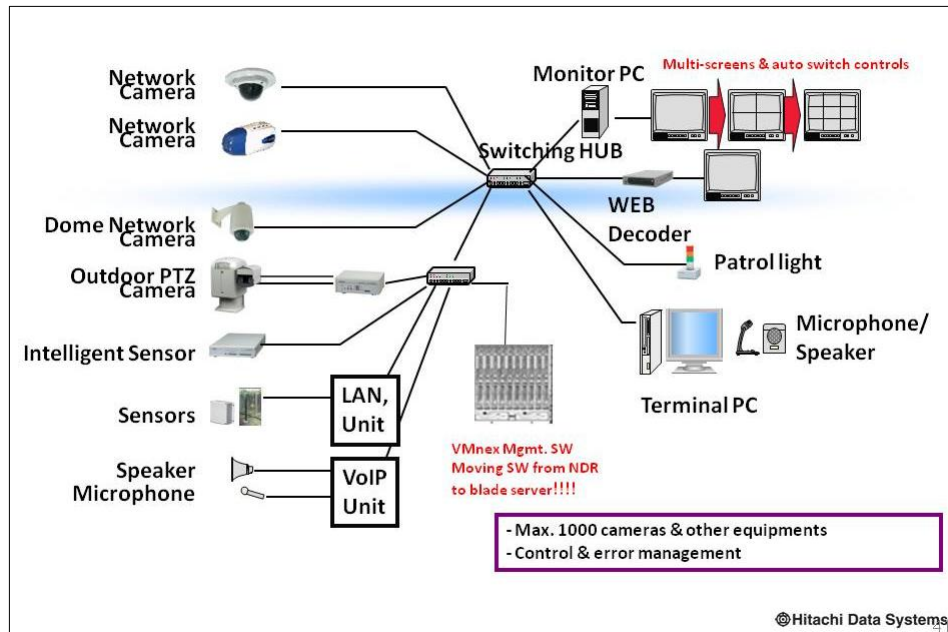 Network
Camera
Network
Camera
Dome Network
Camera
Outdoor PTZ
Camera
Intelligent Sensor
Sensors
Speaker
Microphone
LAN,
Unit
VoIP
Unit
Switching HUB
Monitor PC
Multi-screens & auto switch controls
WEB
Decoder
Patrol light
Microphone/
Speaker
Terminal PC
VMnex Mgmt. SW
Moving SW from NDR
to blade server!!!!
- Max. 1000 cameras & other equipments
- Control & error management
Hitachi Data Systems